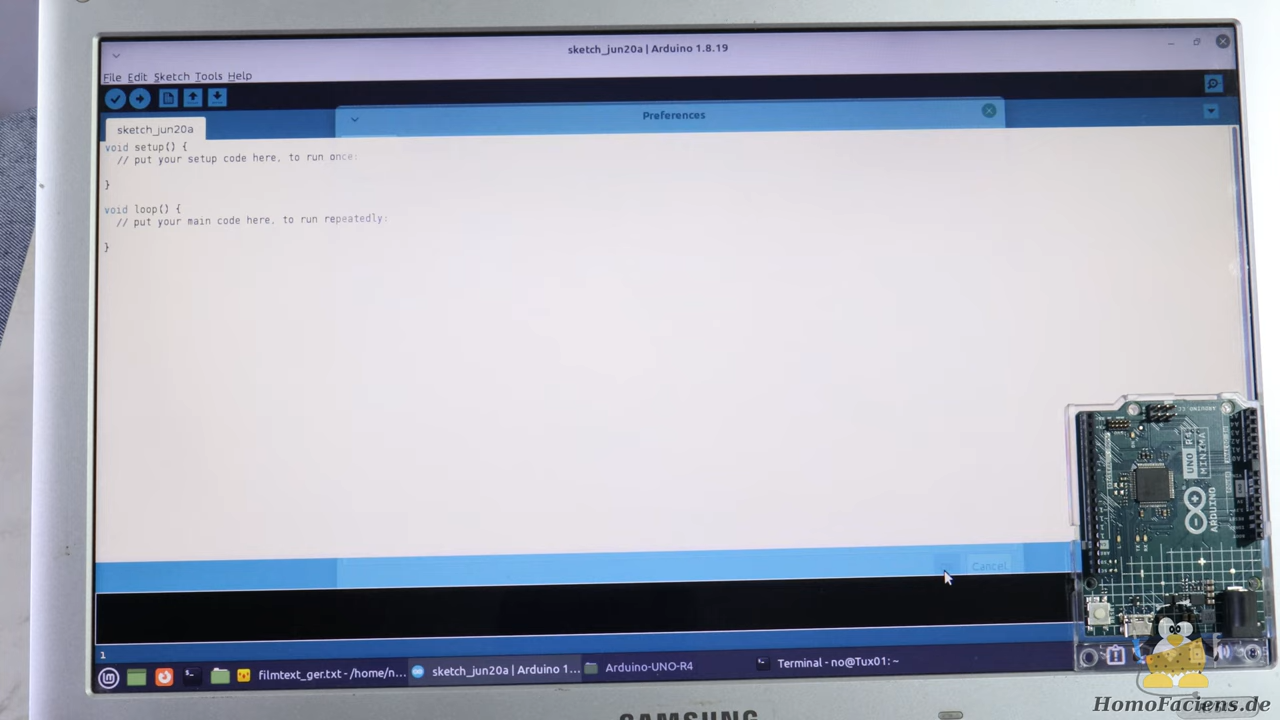 sketch_jun20a | Arduino 1.8.19
File Edit Sketch Tools Help
Preferences
sketch_jun20a
void setup() {
// put your setup code here, to run once:
}
void loop() {
// put your main code here, to run repeatedly:
}
Cancel
1
filmtext_ger.txt - /home/n...
sketch_jun20a | Arduino 1...
Arduino-UNO-R4
Terminal - no@Tux01: ~
UNO R4
MINIMA
ARDUINO
SAMSUNG
HomoFaciens.de